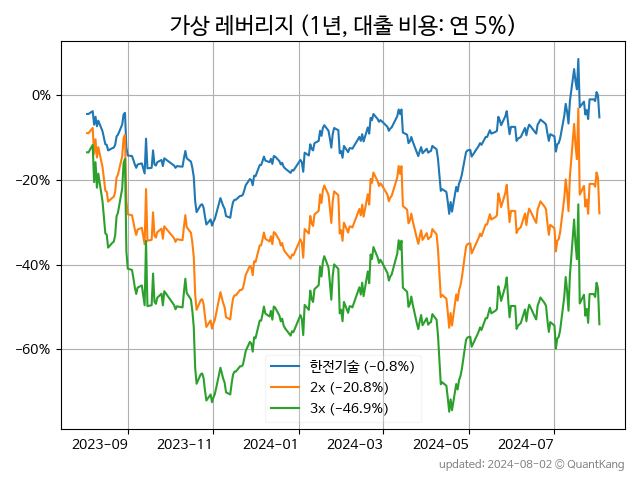 가상 레버리지 (1년, 대출 비용: 연 5%)
0%
−20%
−40%
−60%
한전기술 (−0.8%)
2x (−20.8%)
3x (−46.9%)
2023-09 2023-11 2024-01 2024-03 2024-05 2024-07
updated: 2024-08-02 © QuantKang